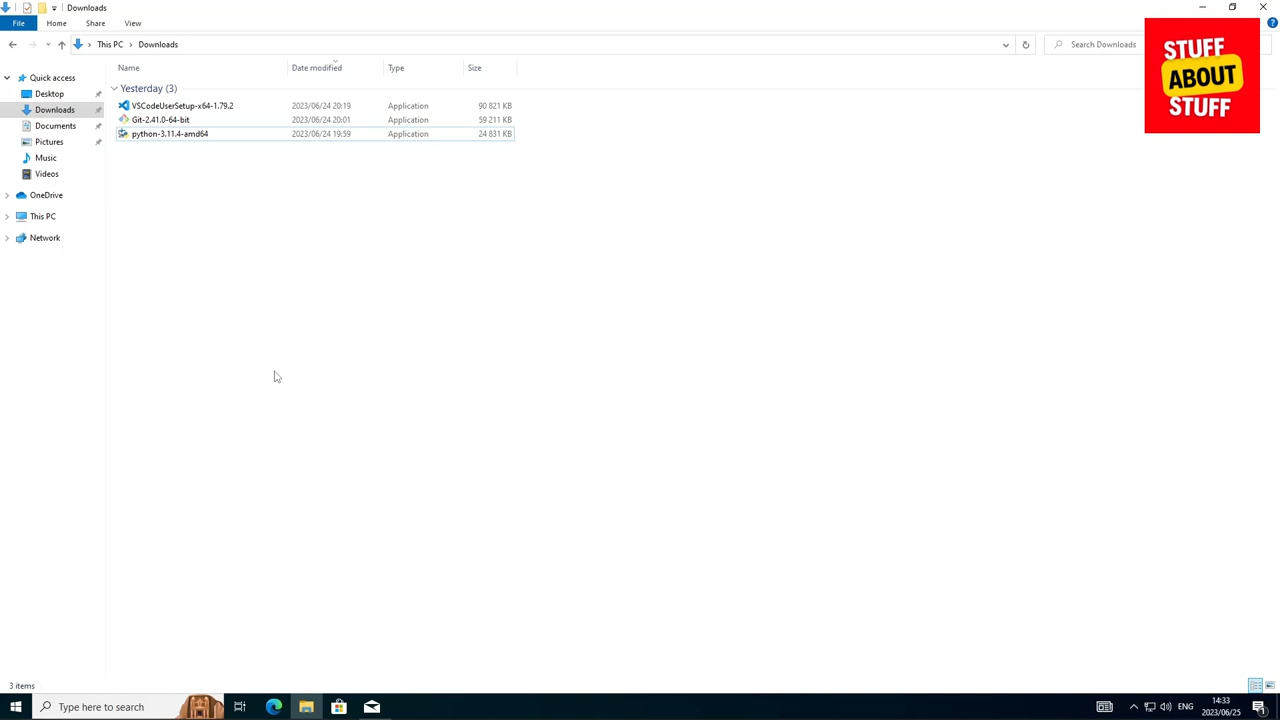 Downloads
File Home Share View
This PC Downloads Search Downloads
STUFF
ABOUT
STUFF
Name Date modified Type Size
Quick access
Desktop
Downloads
Documents
Pictures
Music
Videos
OneDrive
This PC
Network
Yesterday (3)
VSCodeUserSetup-x64-1.79.2 2023/06/24 20:19 Application 90 821 KB
Git-2.41.0-64-bit 2023/06/24 20:01 Application 59 211 KB
python-3.11.4-amd64 2023/06/24 19:59 Application 24 831 KB
3 items
Type here to search
ENG
14:33
2023/06/25
1